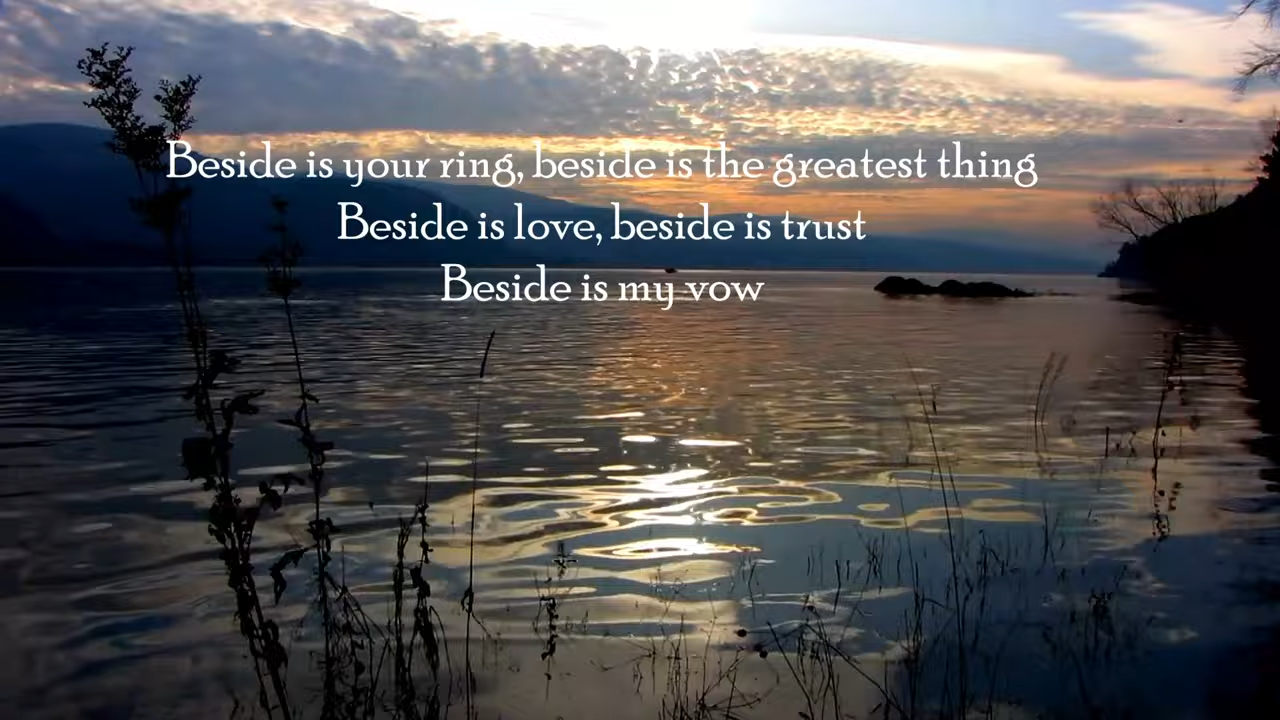 Beside is your ring, beside is the greatest thing
Beside is love, beside is trust
Beside is my vow